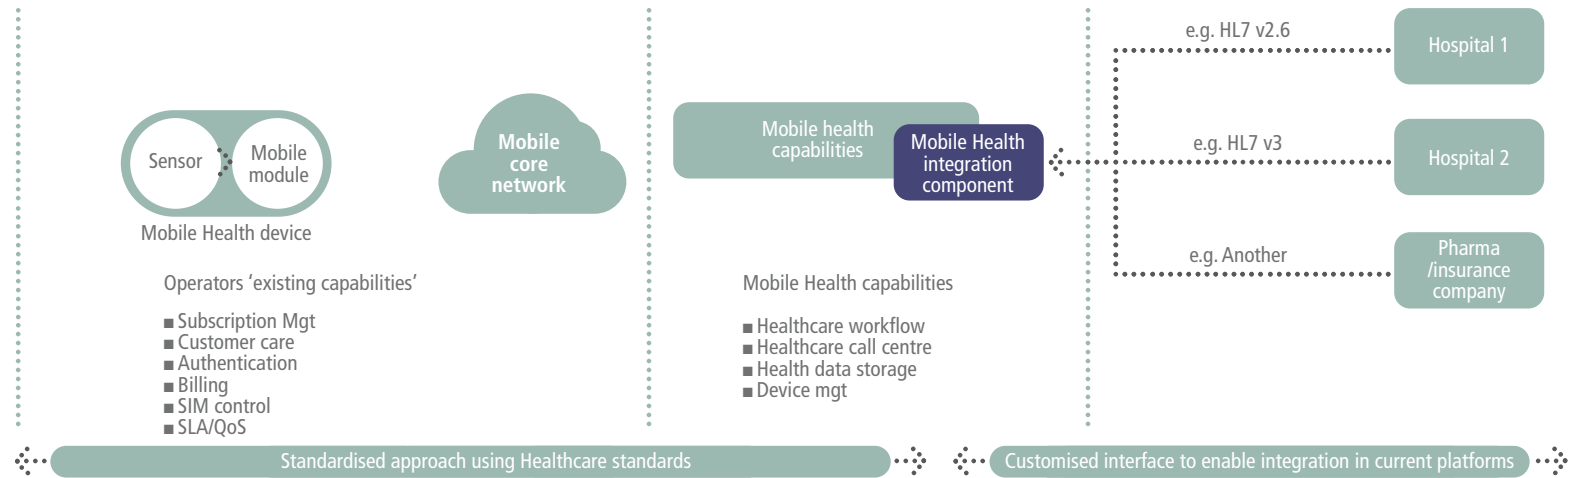 Sensor
Mobile
module
Mobile Health device
Mobile
core
network
Operators ‘existing capabilities’
■ Subscription Mgt
■ Customer care
■ Authentication
■ Billing
■ SIM control
■ SLA/QoS
Mobile health
capabilities
Mobile Health
integration
component
Mobile Health capabilities
■ Healthcare workflow
■ Healthcare call centre
■ Health data storage
■ Device mgt
e.g. HL7 v2.6
Hospital 1
e.g. HL7 v3
Hospital 2
e.g. Another
Pharma
/insurance
company
Standardised approach using Healthcare standards
Customised interface to enable integration in current platforms